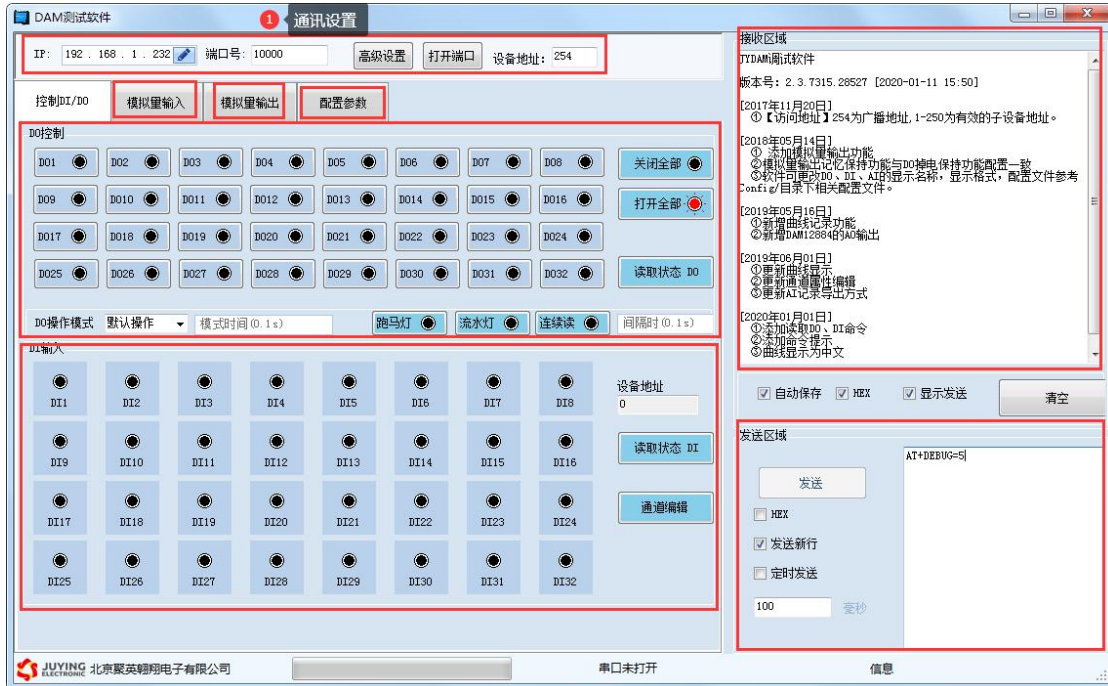 DAM测试软件
1 通讯设置
IP: 192 . 168 . 1 . 232 端口号: 10000 高级设置 打开端口 设备地址: 254
控制DI/DO 模拟量输入 模拟量输出 配置参数
DO控制
DO1 DO2 DO3 DO4 DO5 DO6 DO7 DO8 关闭全部
DO9 DO10 DO11 DO12 DO13 DO14 DO15 DO16 打开全部
DO17 DO18 DO19 DO20 DO21 DO22 DO23 DO24
DO25 DO26 DO27 DO28 DO29 DO30 DO31 DO32 读取状态 DO
DO操作模式 默认操作 模式时间(0.1s) 跑马灯 流水灯 连续读 间隔时(0.1s)
DI输入
DI1 DI2 DI3 DI4 DI5 DI6 DI7 DI8
设备地址
0
DI9 DI10 DI11 DI12 DI13 DI14 DI15 DI16
读取状态 DI
DI17 DI18 DI19 DI20 DI21 DI22 DI23 DI24
通道编辑
DI25 DI26 DI27 DI28 DI29 DI30 DI31 DI32
接收区域
JYDAM调试软件
版本号: 2.3.7315.28527 [2020-01-11 15:50]
[2017年11月20日]
①【访问地址】254为广播地址,1-250为有效的子设备地址。
[2018年05月14日]
① 添加模拟量输出功能
②模拟量输出记忆保持功能与DO掉电保持功能配置一致
③软件可更改DO、DI、AI的显示名称，显示格式，配置文件参考
Config/目录下相关配置文件。
[2019年05月16日]
①新增曲线记录功能
②新增DAM12884的AO输出
[2019年06月01日]
①更新曲线显示
②更新通道属性编辑
③更新AI记录导出方式
[2020年01月01日]
①添加读取DO、DI命令
②添加命令提示
③曲线显示为中文
自动保存 HEX 显示发送 清空
发送区域
AT+DEBUG=5
发送
HEX
发送新行
定时发送
100 毫秒
JUYING ELECTRONIC 北京聚英翱翔电子有限公司 串口未打开 信息